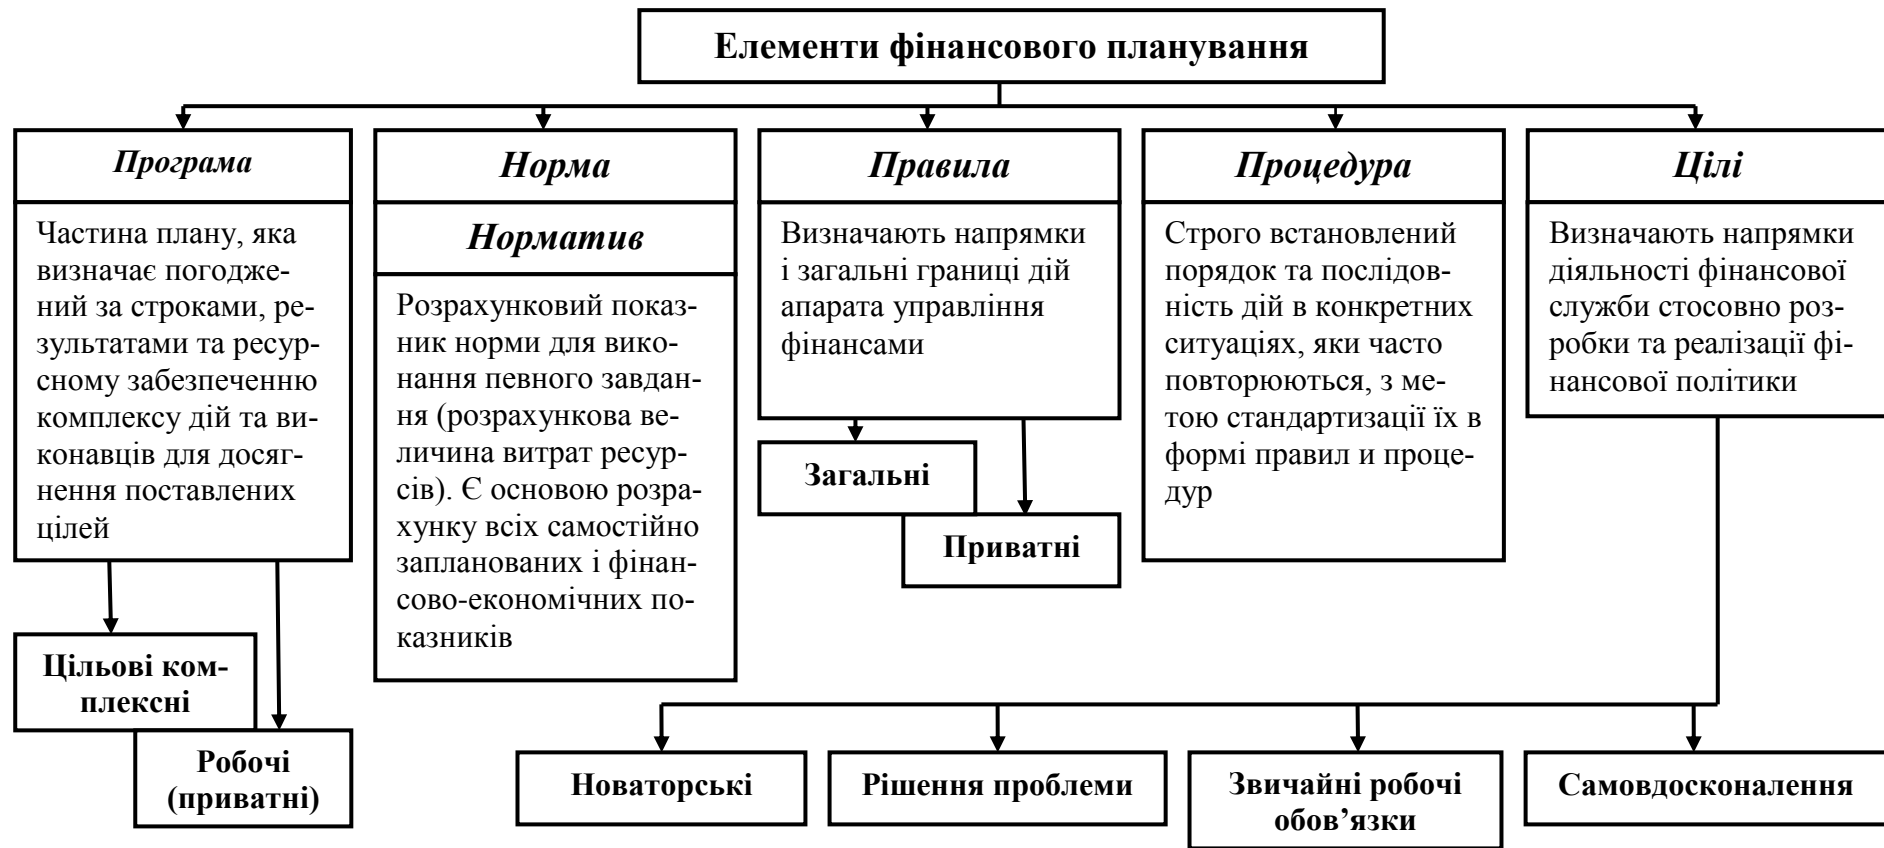 Елементи фінансового планування
Програма
Частина плану, яка
визначає погодже-
ний за строками, ре-
зультатами та ресур-
сному забезпеченню
комплексу дій та ви-
конавців для досяг-
нення поставлених
цілей
Цільові ком-
плексні
Робочі
(приватні)
Норма
Норматив
Розрахунковий показ-
ник норми для вико-
нання певного завдан-
ня (розрахункова ве-
личина витрат ресур-
сів). Є основою розра-
хунку всіх самостійно
запланованих і фінан-
сово-економічних по-
казників
Правила
Визначають напрямки
і загальні границі дій
апарата управління
фінансами
Загальні
Приватні
Процедура
Строго встановлений
порядок та послідов-
ність дій в конкретних
ситуаціях, яки часто
повторюються, з ме-
тою стандартизації їх в
формі правил и проце-
дур
Цілі
Визначають напрямки
діяльності фінансової
служби стосовно роз-
робки та реалізації фі-
нансової політики
Новаторські
Рішення проблеми
Звичайні робочі
обов’язки
Самовдосконалення